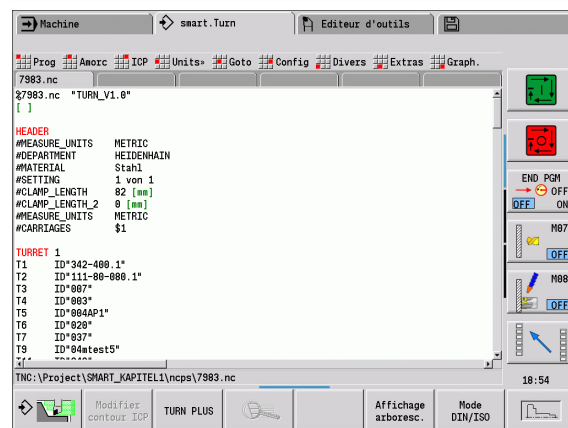 Machine
smart.Turn
Editeur d'outils
Prog Amorc ICP Units» Goto Config Divers Extras Graph.
7983.nc
%7983.nc "TURN_V1.0"
[ ]
HEADER
#MEASURE_UNITS METRIC
#DEPARTMENT HEIDENHAIN
#MATERIAL Stahl
#SETTING 1 von 1
#CLAMP_LENGTH 82 [mm]
#CLAMP_LENGTH_2 0 [mm]
#MEASURE_UNITS METRIC
#CARRIAGES $1
TURRET 1
T1 ID"342-400.1"
T2 ID"111-80-080.1"
T3 ID"007"
T4 ID"003"
T5 ID"004AP1"
T6 ID"020"
T7 ID"037"
T9 ID"04mtest5"
TNC:\Project\SMART_KAPITEL1\ncps\7983.nc
END PGM
OFF
OFF ON
M07
OFF
M08
OFF
18:54
Modifier
contour ICP
TURN PLUS
Affichage
arboresc.
Mode
DIN/ISO